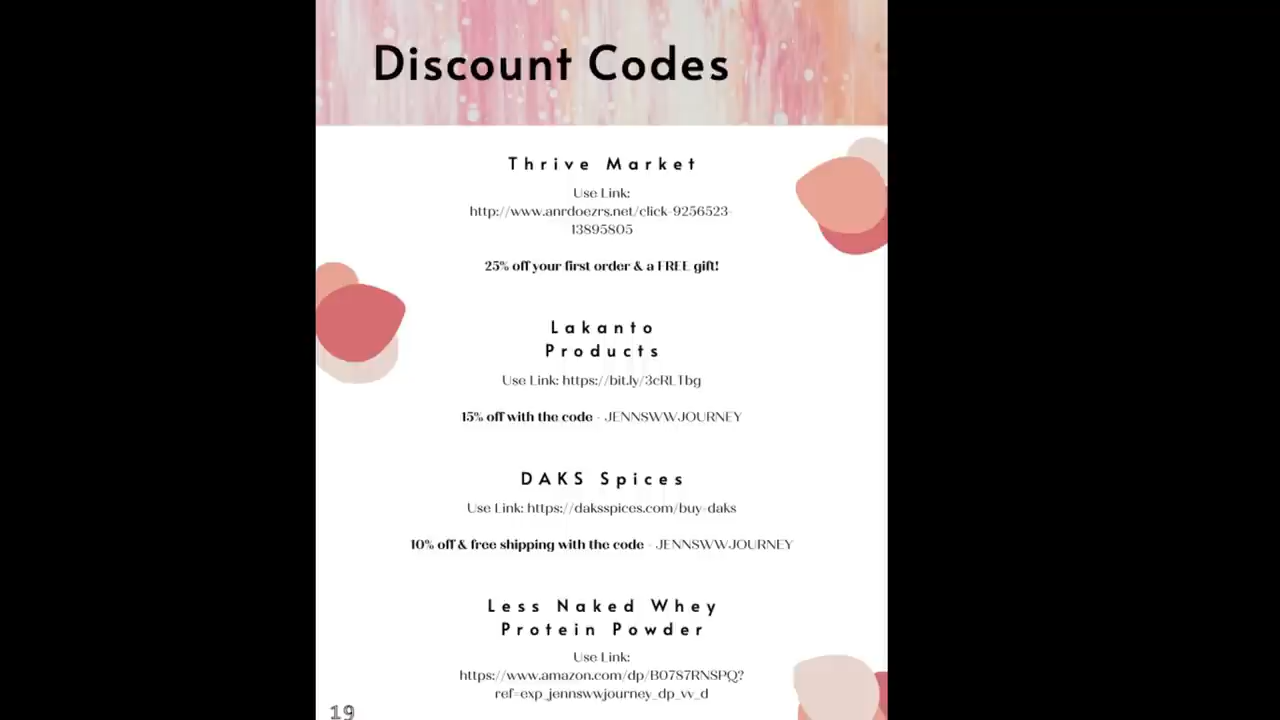 Discount Codes
Thrive Market
Use Link:
http://www.anrdoezrs.net/click-9256523-
13895805
25% off your first order & a FREE gift!
Lakanto
Products
Use Link: https://bit.ly/3cRLTbg
15% off with the code - JENNSWWJOURNEY
DAKS Spices
Use Link: https://daksspices.com/buy-daks
10% off & free shipping with the code - JENNSWWJOURNEY
Less Naked Whey
Protein Powder
Use Link:
https://www.amazon.com/dp/B0787RNSPQ?
ref=exp_jennswwjourney_dp_vv_d
19